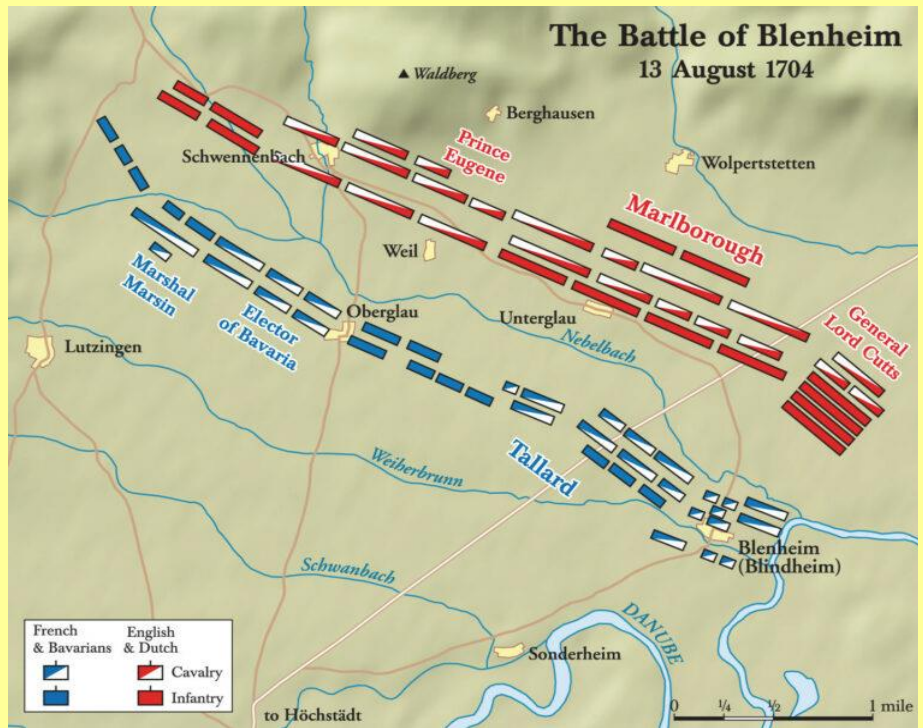 The Battle of Blenheim
13 August 1704
Waldberg
Berghausen
Schwennenbach
Prince
Eugene
Wolpertstetten
Marlborough
Weil
Marshal
Marsin
Elector
of Bavaria
Oberglau
Unterglau
Nebelbach
General
Lord Cutts
Lutzingen
Tallard
Weiherbrunn
Blenheim
(Blindheim)
Schwanbach
DANUBE
Sonderheim
to Höchstädt
French
& Bavarians
English
& Dutch
Cavalry
Infantry
0 ¼ ½ 1 mile